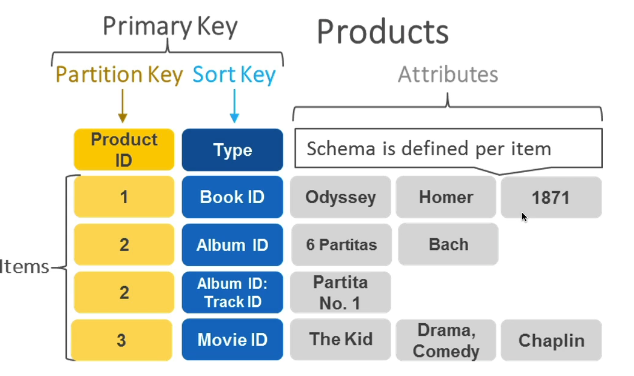 Primary Key
Products
Partition Key Sort Key
Attributes
Product
ID
Type
Schema is defined per item
1
Book ID
Odyssey
Homer
1871
2
Album ID
6 Partitas
Bach
Items
2
Album ID:
Track ID
Partita
No. 1
3
Movie ID
The Kid
Drama,
Comedy
Chaplin